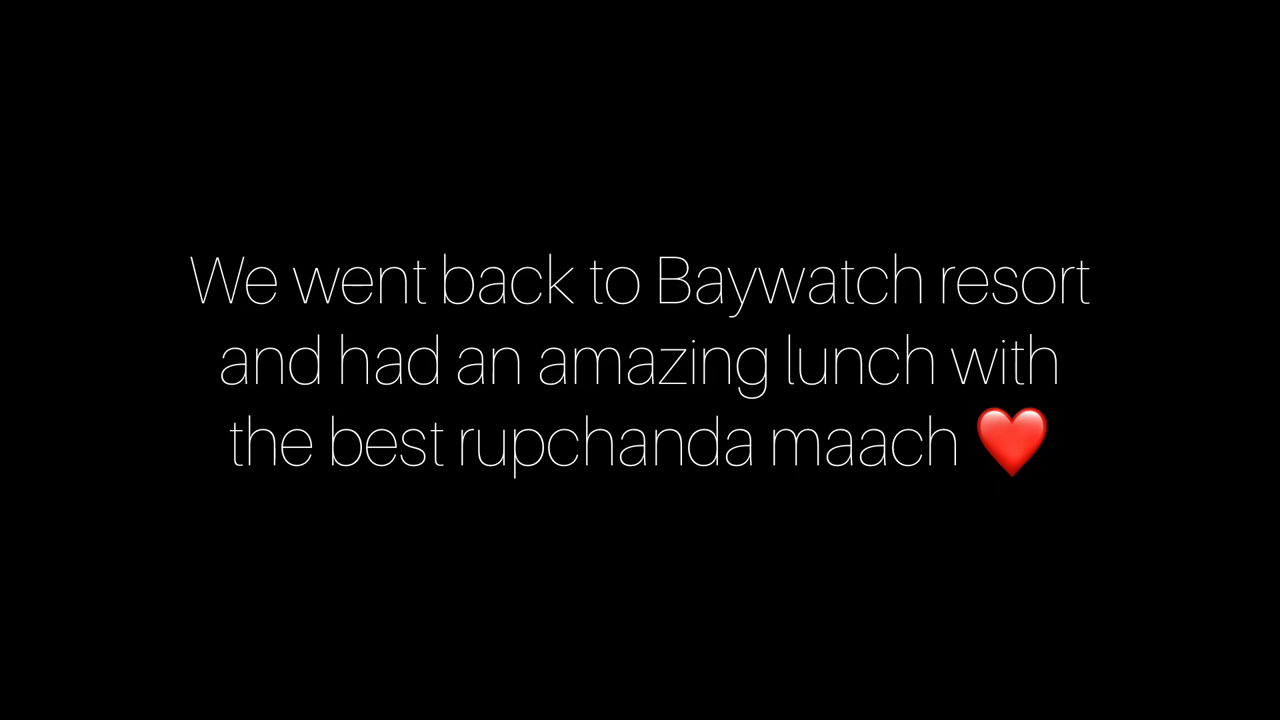 We went back to Baywatch resort
and had an amazing lunch with
the best rupchanda maach ❤️